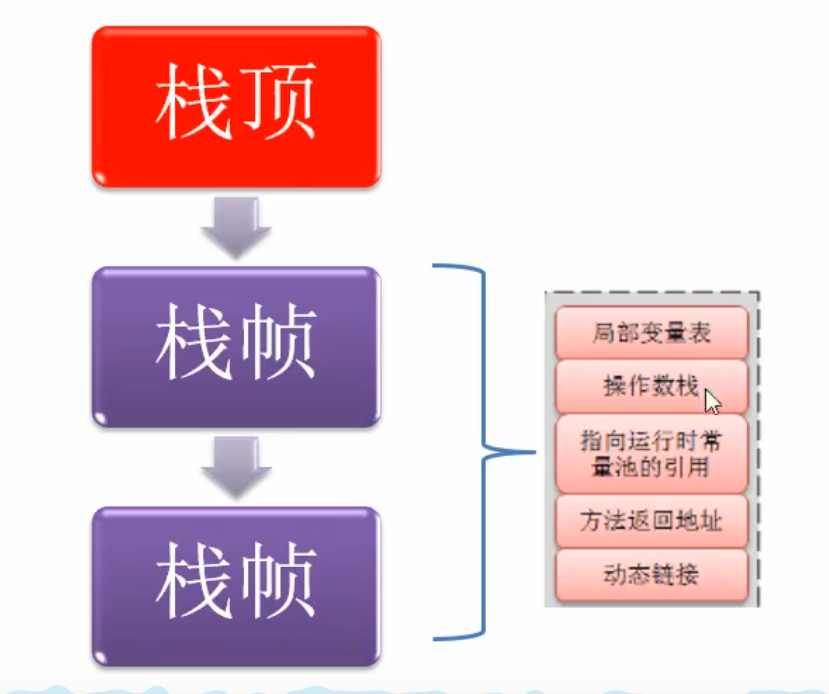 栈顶
栈帧
栈帧
局部变量表
操作数栈
指向运行时常
量池的引用
方法返回地址
动态链接